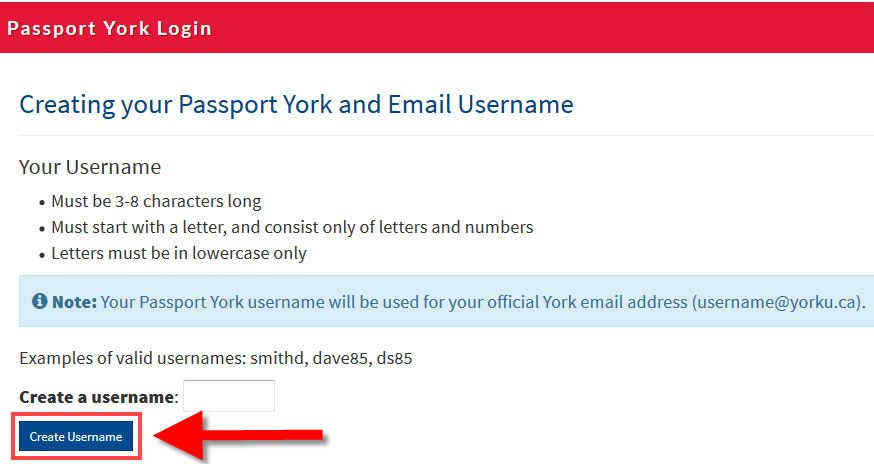 Passport York Login
Creating your Passport York and Email Username
Your Username
• Must be 3-8 characters long
• Must start with a letter, and consist only of letters and numbers
• Letters must be in lowercase only
Note: Your Passport York username will be used for your official York email address (username@yorku.ca).
Examples of valid usernames: smithd, dave85, ds85
Create a username:
Create Username